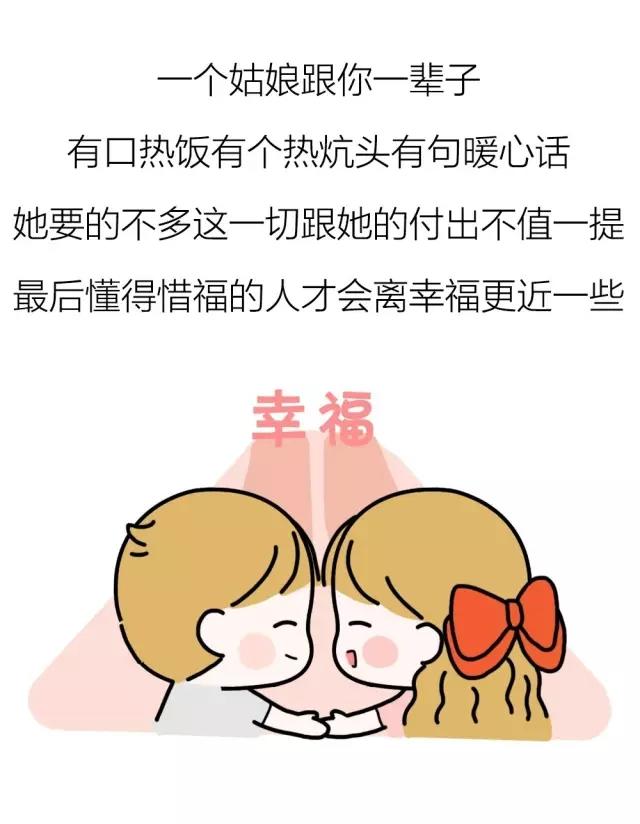 一个姑娘跟你一辈子
有口热饭有个热炕头有句暖心话
她要的不多这一切跟她的付出不值一提
最后懂得惜福的人才会离幸福更近一些
幸福